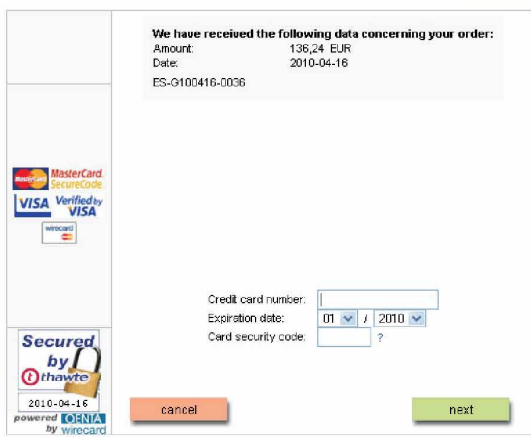 We have received the following data concerning your order:
Amount: 136,24 EUR
Date: 2010-04-16
ES-G100416-0036
MasterCard MasterCard.
SecureCode.
VISA Verified by
VISA
wirecard
Credit card number:
Expiration date: 01 / 2010
Card security code: ?
Secured
by
thawte
2010-04-16
powered QENTA
by wirecard
cancel next